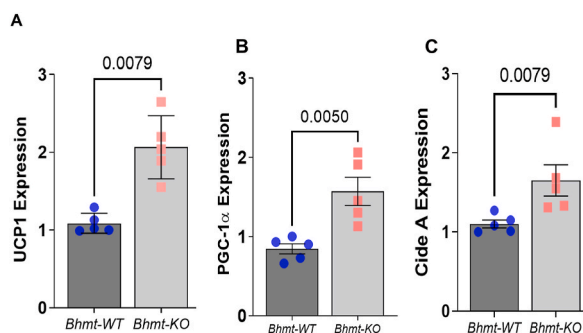 A
UCP1 Expression
3
2
1
0
0.0079
Bhmt-WT Bhmt-KO
B
PGC-1α Expression
3
2
1
0
0.0050
Bhmt-WT Bhmt-KO
C
Cide A Expression
3
2
1
0
0.0079
Bhmt-WT Bhmt-KO